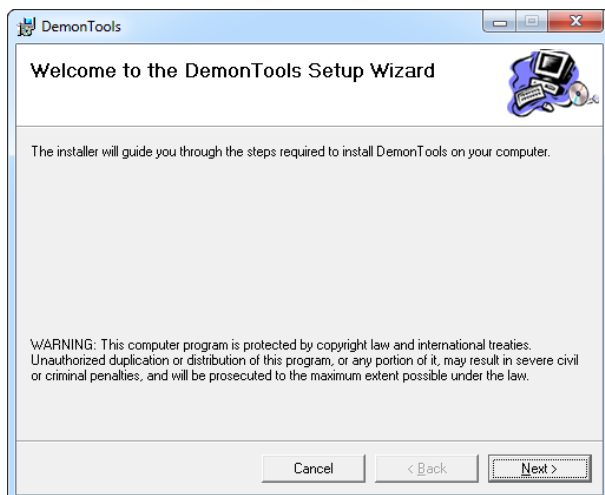 DemonTools
Welcome to the DemonTools Setup Wizard
The installer will guide you through the steps required to install DemonTools on your computer.
WARNING: This computer program is protected by copyright law and international treaties.
Unauthorized duplication or distribution of this program, or any portion of it, may result in severe civil
or criminal penalties, and will be prosecuted to the maximum extent possible under the law.
Cancel
< Back
Next >